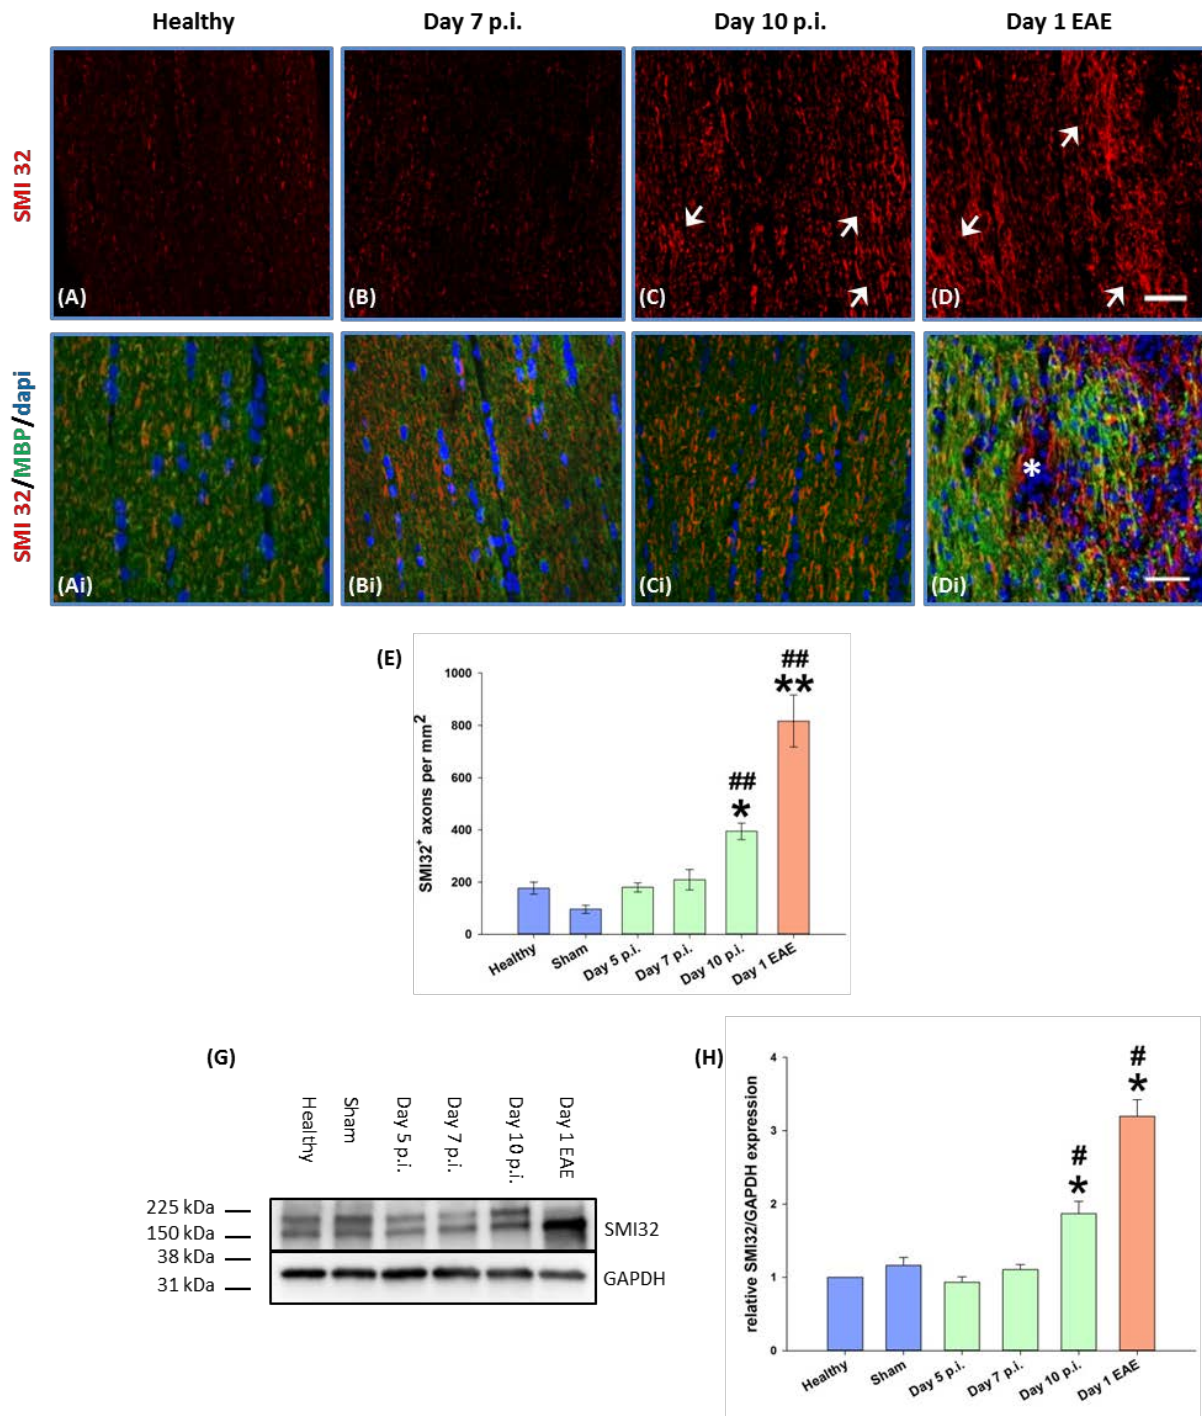 Healthy Day 7 p.i. Day 10 p.i. Day 1 EAE
SMI 32
(A) (B) (C) (D)
SMI 32/MBP/dapi
*
(Ai) (Bi) (Ci) (Di)
(E)
SMI32+ axons per mm2
1000
800
600
400
200
0
##
**
##
*
Healthy Sham Day 5 p.i. Day 7 p.i. Day 10 p.i. Day 1 EAE
(G)
Healthy Sham Day 5 p.i. Day 7 p.i. Day 10 p.i. Day 1 EAE
225 kDa
150 kDa
38 kDa
31 kDa
SMI32
GAPDH
(H)
relative SMI32/GAPDH expression
4
3
2
1
0
#
*
#
*
Healthy Sham Day 5 p.i. Day 7 p.i. Day 10 p.i. Day 1 EAE